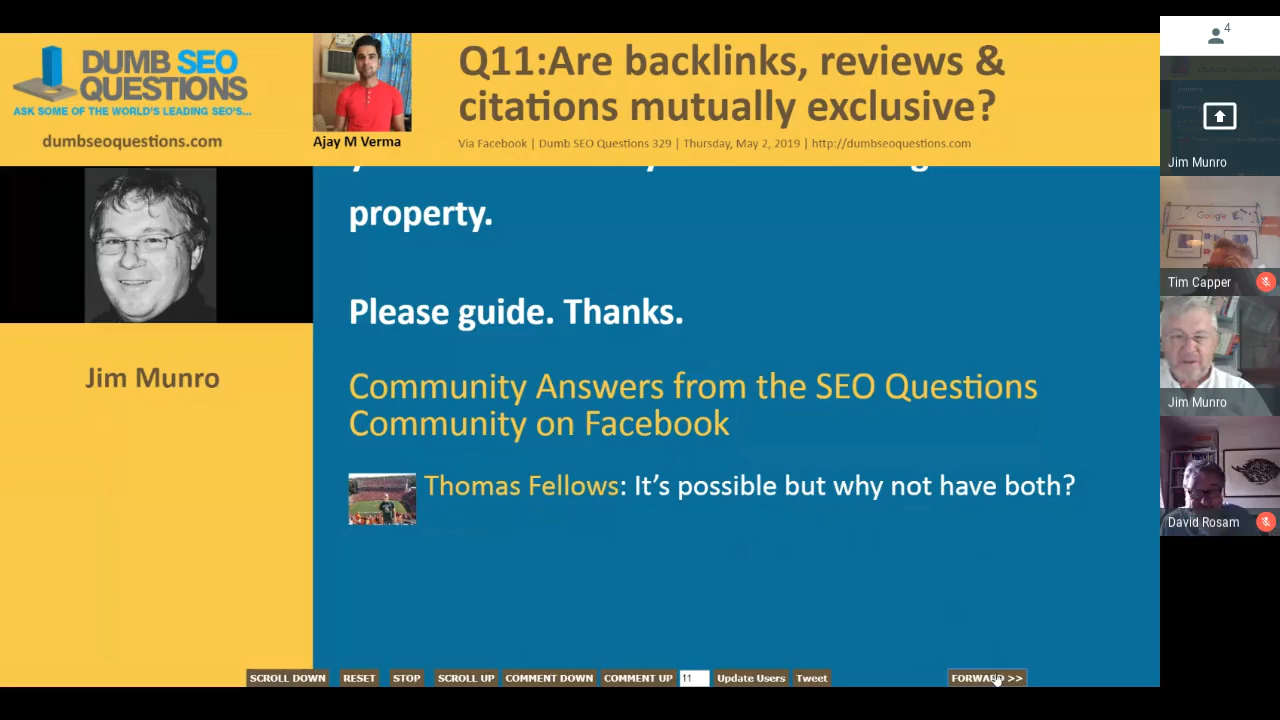 DUMB SEO
QUESTIONS
ASK SOME OF THE WORLD'S LEADING SEO'S...
dumbseoquestions.com
Ajay M Verma
Q11:Are backlinks, reviews &
citations mutually exclusive?
Via Facebook | Dumb SEO Questions 329 | Thursday, May 2, 2019 | http://dumbseoquestions.com
Jim Munro
property.
Please guide. Thanks.
Community Answers from the SEO Questions
Community on Facebook
Thomas Fellows: It's possible but why not have both?
SCROLL DOWN RESET STOP SCROLL UP COMMENT DOWN COMMENT UP 11 Update Users Tweet FORWARD >>
4
Jim Munro
Google
Tim Capper
Jim Munro
David Rosam